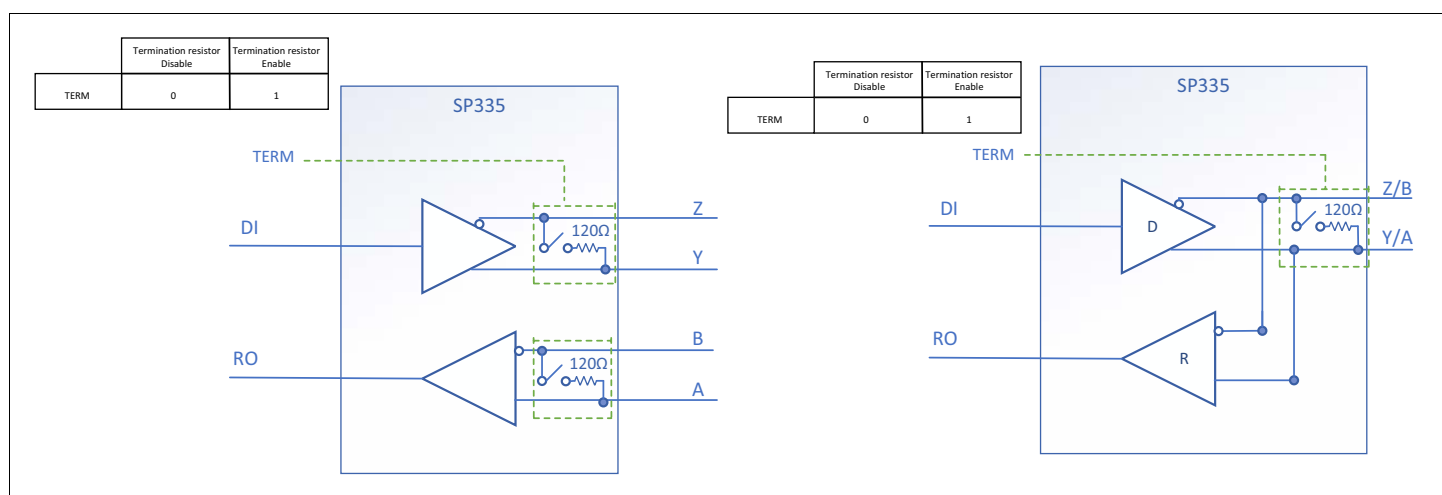 Termination resistor Termination resistor
Disable Enable
TERM 0 1
SP335
TERM
DI
Z
120Ω
Y
RO
B
120Ω
A
Termination resistor Termination resistor
Disable Enable
TERM 0 1
SP335
TERM
DI
D
Z/B
120Ω
Y/A
RO
R